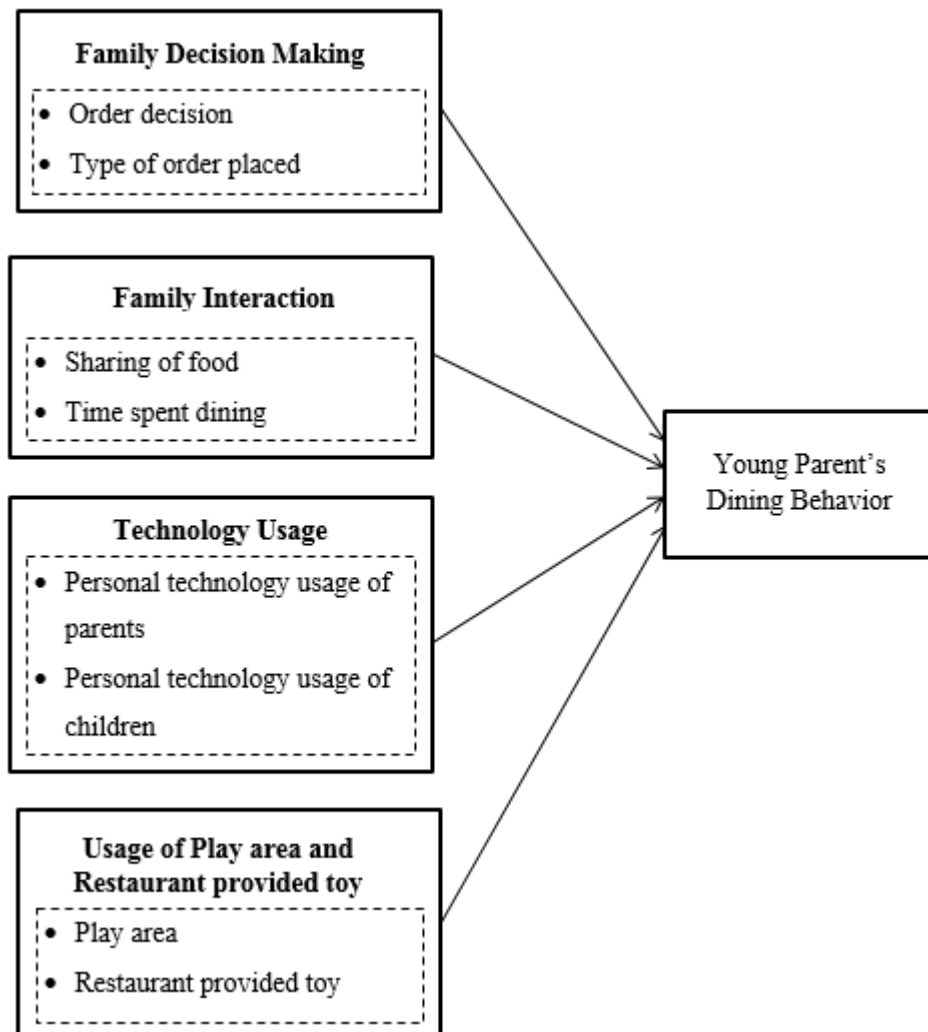 Family Decision Making
• Order decision
• Type of order placed
Family Interaction
• Sharing of food
• Time spent dining
Technology Usage
• Personal technology usage of
parents
• Personal technology usage of
children
Usage of Play area and
Restaurant provided toy
• Play area
• Restaurant provided toy
Young Parent’s
Dining Behavior